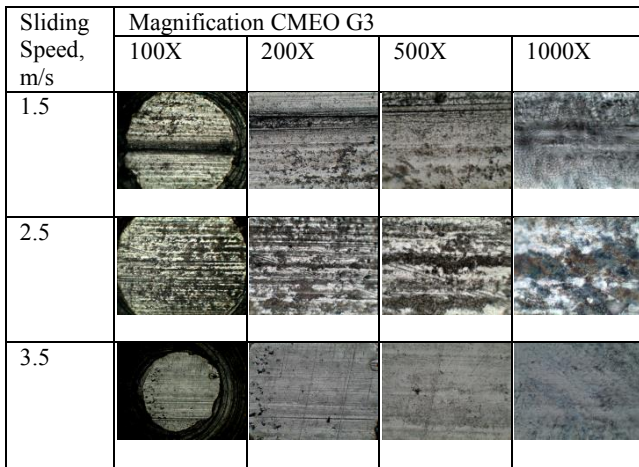 Sliding Speed, m/s
Magnification CMEO G3
100X 200X 500X 1000X
1.5
2.5
3.5